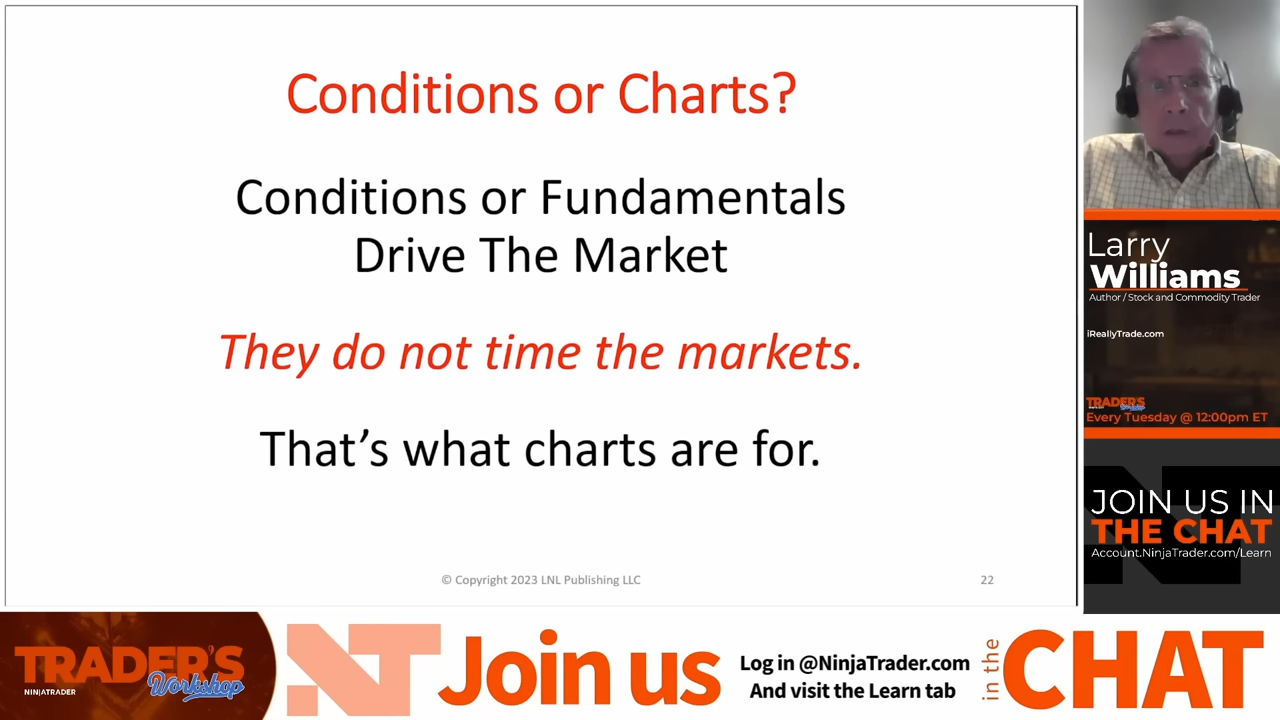 Conditions or Charts?
Conditions or Fundamentals
Drive The Market
They do not time the markets.
That's what charts are for.
© Copyright 2023 LNL Publishing LLC
22
Larry
Williams
Author / Stock and Commodity Trader
iReallyTrade.com
TRADER'S
Workshop
Every Tuesday @ 12:00pm ET
JOIN US IN
THE CHAT
Account.NinjaTrader.com/Learn
TRADER'S
NINJATRADER
Workshop
NT
Join us
Log in @NinjaTrader.com
And visit the Learn tab
in the
CHAT